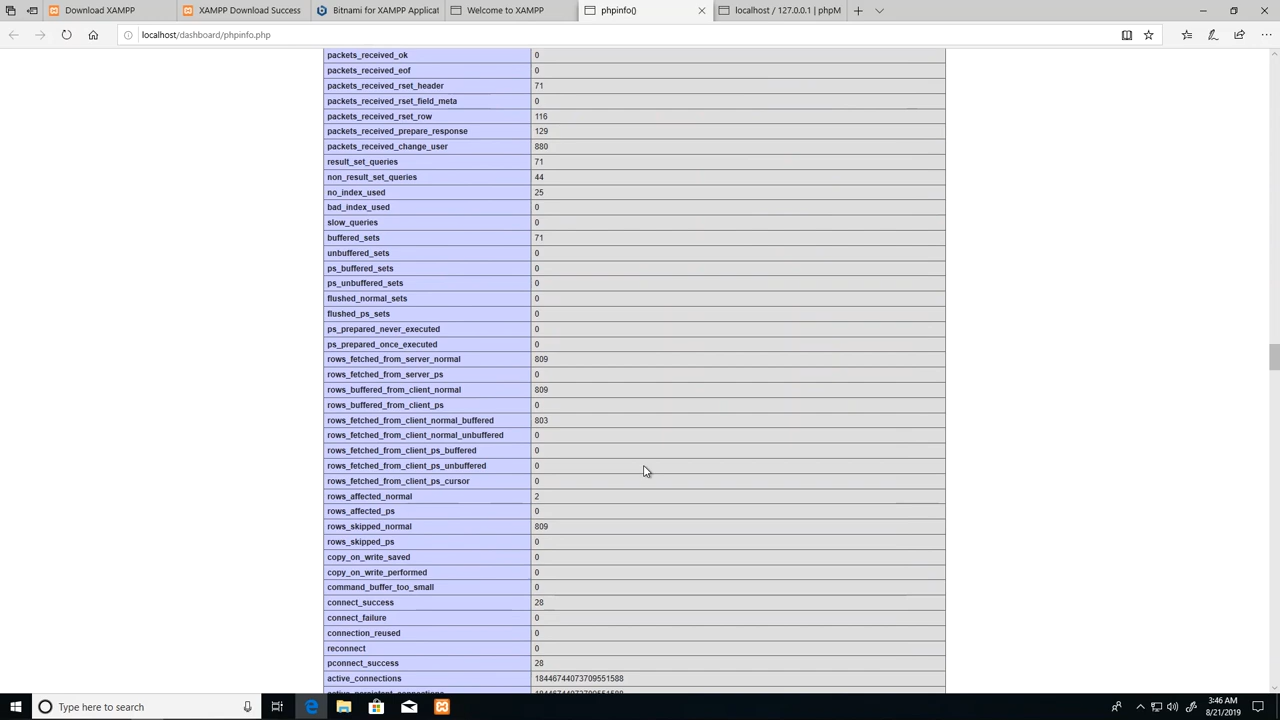 Download XAMPP
XAMPP Download Success
Bitnami for XAMPP Applicat
Welcome to XAMPP
phpinfo()
localhost / 127.0.0.1 | phpM
localhost/dashboard/phpinfo.php
packets_received_ok 0
packets_received_eof 0
packets_received_rset_header 71
packets_received_rset_field_meta 0
packets_received_rset_row 116
packets_received_prepare_response 129
packets_received_change_user 880
result_set_queries 71
non_result_set_queries 44
no_index_used 25
bad_index_used 0
slow_queries 0
buffered_sets 71
unbuffered_sets 0
ps_buffered_sets 0
ps_unbuffered_sets 0
flushed_normal_sets 0
flushed_ps_sets 0
ps_prepared_never_executed 0
ps_prepared_once_executed 0
rows_fetched_from_server_normal 809
rows_fetched_from_server_ps 0
rows_buffered_from_client_normal 809
rows_buffered_from_client_ps 0
rows_fetched_from_client_normal_buffered 803
rows_fetched_from_client_normal_unbuffered 0
rows_fetched_from_client_ps_buffered 0
rows_fetched_from_client_ps_unbuffered 0
rows_fetched_from_client_ps_cursor 0
rows_affected_normal 2
rows_affected_ps 0
rows_skipped_normal 809
rows_skipped_ps 0
copy_on_write_saved 0
copy_on_write_performed 0
command_buffer_too_small 0
connect_success 28
connect_failure 0
connection_reused 0
reconnect 0
pconnect_success 28
active_connections 18446744073709551588
active_persistent_connections 18446744073709551588
Type here to search
3:46 AM
8/21/2019